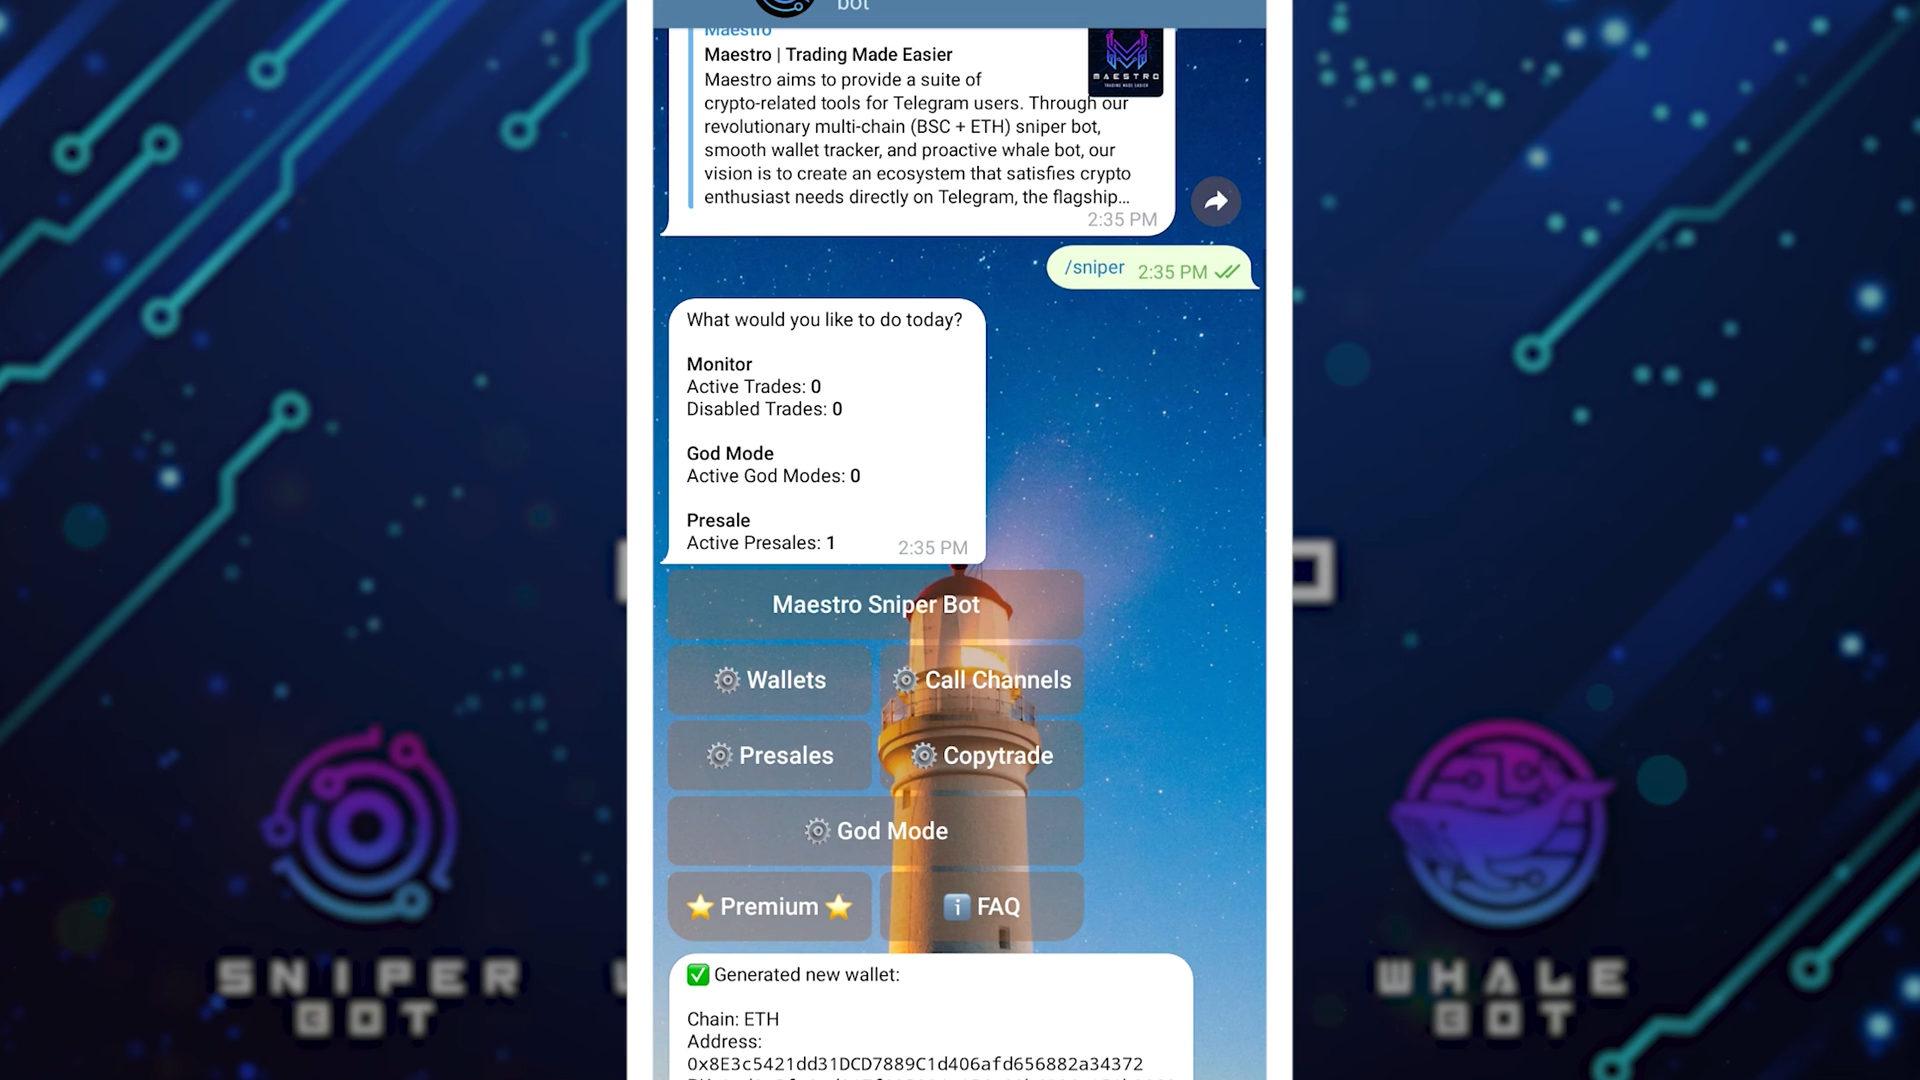 bot
Maestro
Maestro | Trading Made Easier
Maestro aims to provide a suite of
crypto-related tools for Telegram users. Through our
revolutionary multi-chain (BSC + ETH) sniper bot,
smooth wallet tracker, and proactive whale bot, our
vision is to create an ecosystem that satisfies crypto
enthusiast needs directly on Telegram, the flagship...
2:35 PM
MAESTRO
TRADING MADE EASIER
/sniper 2:35 PM
What would you like to do today?
Monitor
Active Trades: 0
Disabled Trades: 0
God Mode
Active God Modes: 0
Presale
Active Presales: 1
2:35 PM
Maestro Sniper Bot
Wallets
Call Channels
Presales
Copytrade
God Mode
⭐ Premium ⭐
ℹ️ FAQ
✅ Generated new wallet:
Chain: ETH
Address:
0x8E3c5421dd31DCD7889C1d406afd656882a34372
SNIPER
BOT
WHALE
BOT